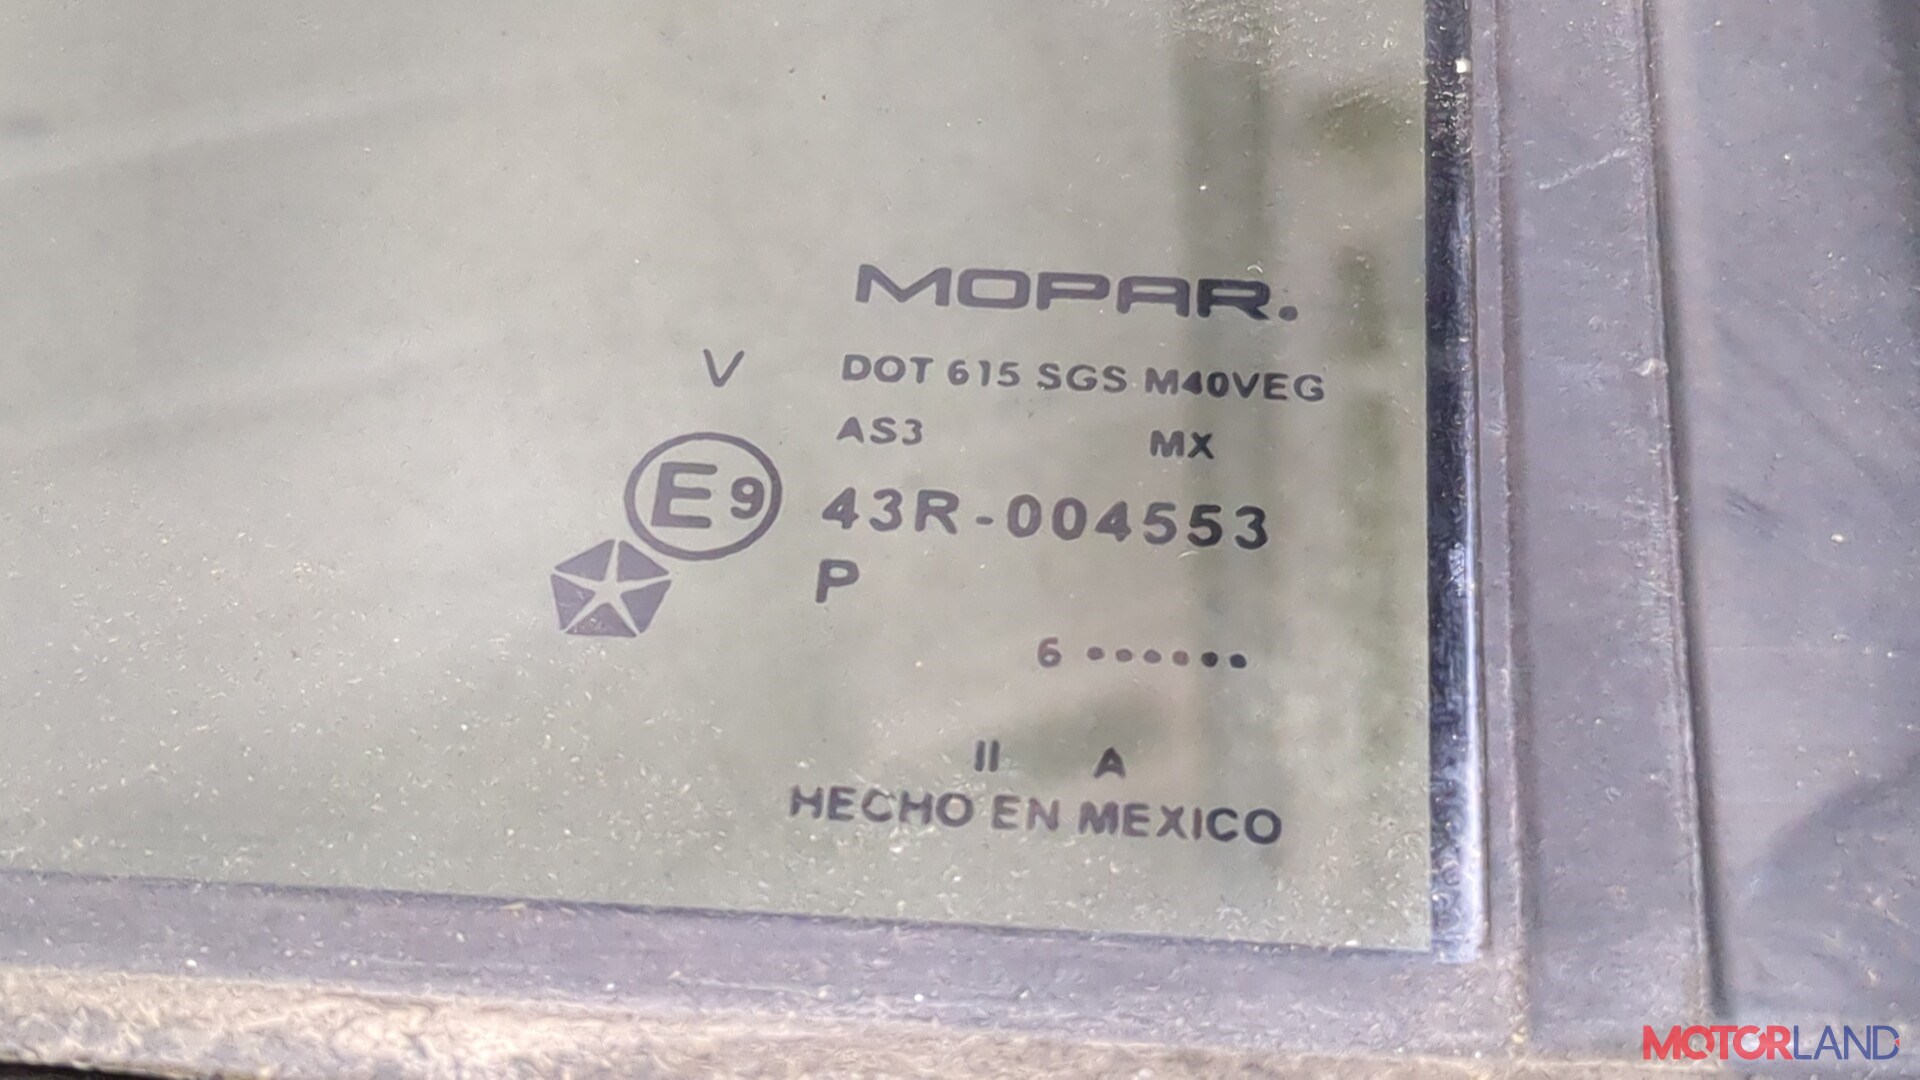 MOPAR.
V DOT 615 SGS M40VEG
AS3 MX
E9 43R-004553
P
6 ••••••
II A
HECHO EN MEXICO
MOTORLAND